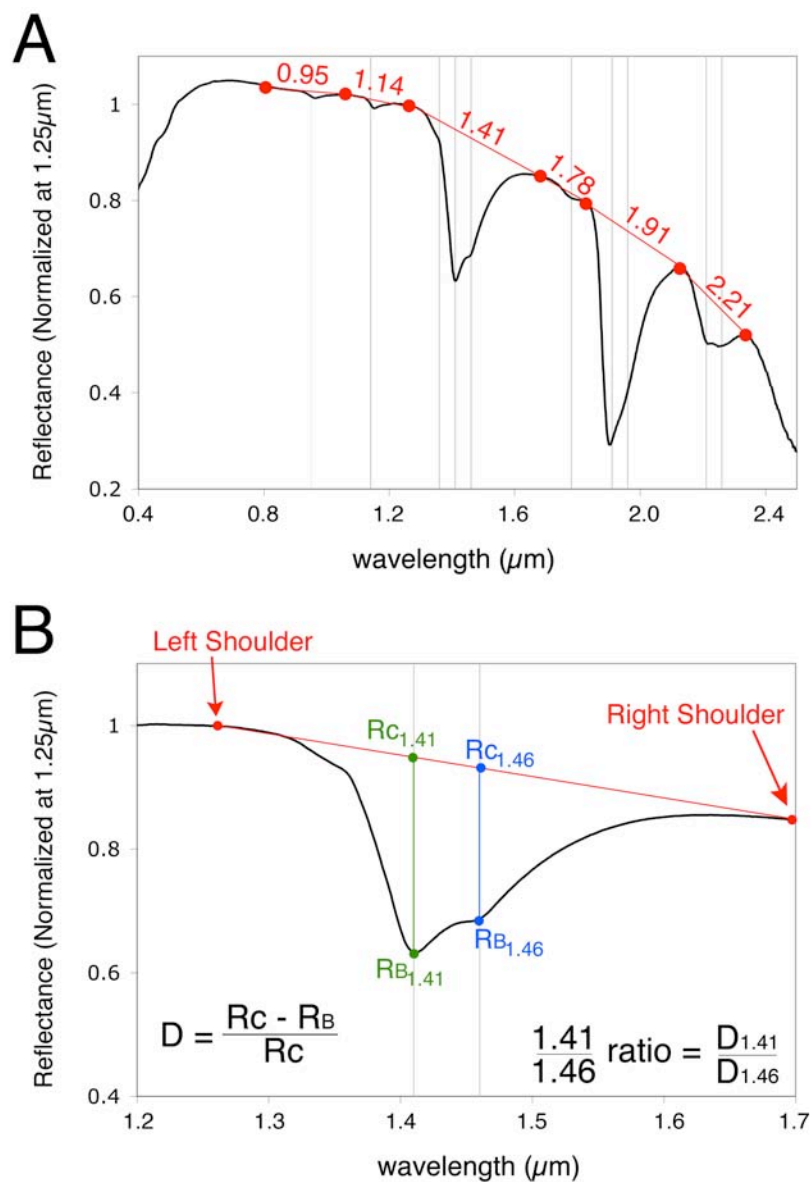 A
0.95
1.14
1.41
1.78
1.91
2.21
Reflectance (Normalized at 1.25µm)
1
0.8
0.6
0.4
0.2
0.4
0.8
1.2
1.6
2.0
2.4
wavelength (µm)
B
Left Shoulder
Right Shoulder
Rc1.41
Rc1.46
RB1.41
RB1.46
D = Rc - RB / Rc
1.41 / 1.46 ratio = D1.41 / D1.46
Reflectance (Normalized at 1.25µm)
1
0.8
0.6
0.4
1.2
1.3
1.4
1.5
1.6
1.7
wavelength (µm)